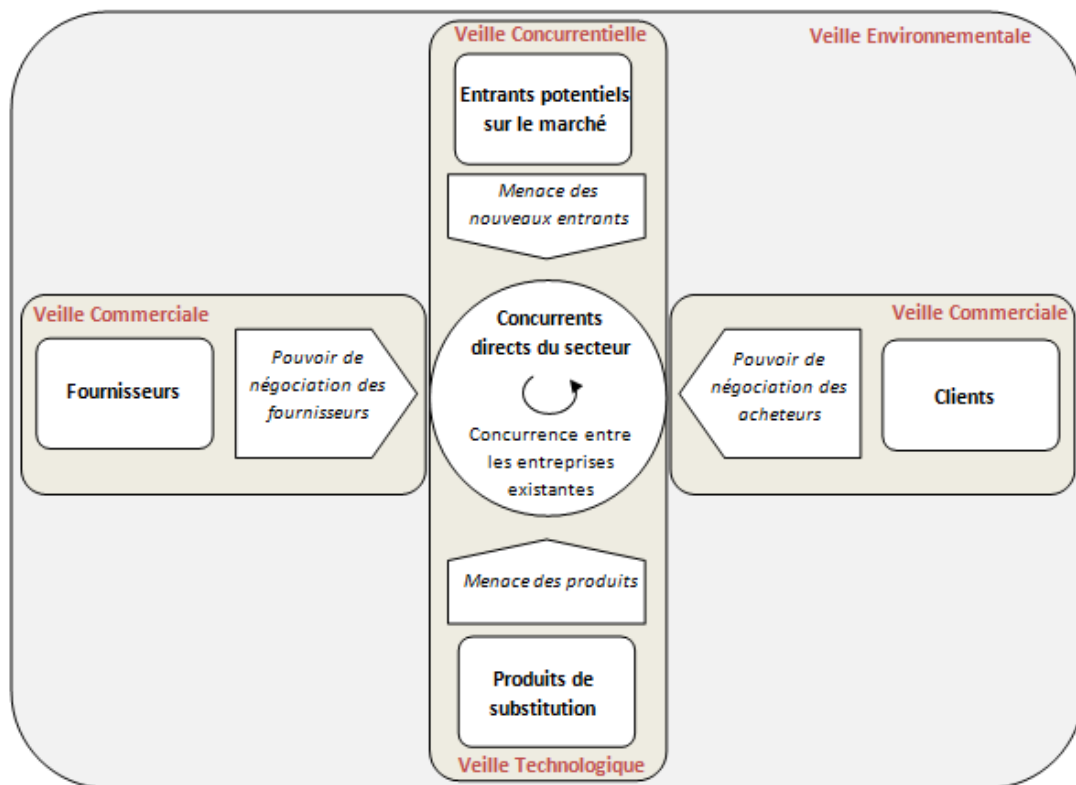 Veille Concurrentielle
Veille Environnementale
Entrants potentiels
sur le marché
Menace des
nouveaux entrants
Veille Commerciale
Fournisseurs
Pouvoir de
négociation des
fournisseurs
Concurrents
directs du secteur
Concurrence entre
les entreprises
existantes
Veille Commerciale
Pouvoir de
négociation des
acheteurs
Clients
Menace des produits
Produits de
substitution
Veille Technologique